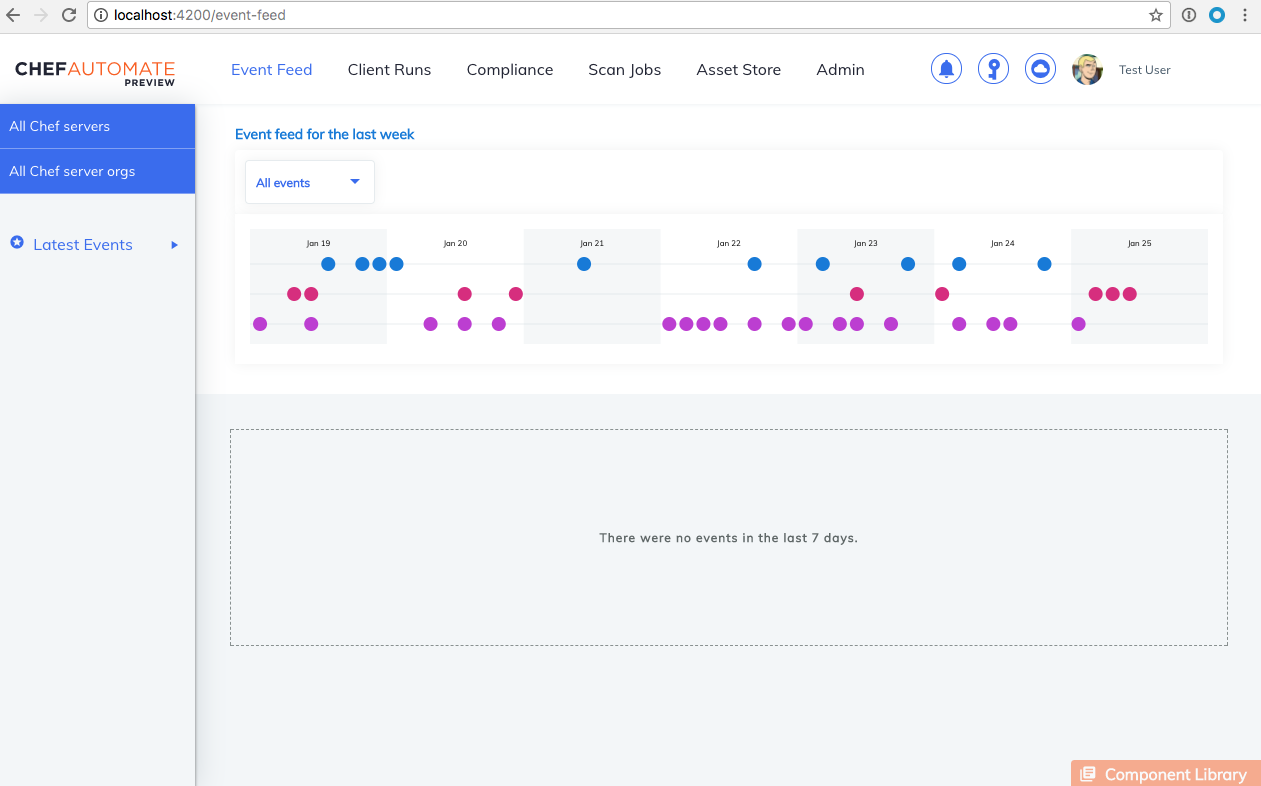 localhost:4200/event-feed
CHEFAUTOMATE
PREVIEW
Event Feed Client Runs Compliance Scan Jobs Asset Store Admin Test User
All Chef servers
All Chef server orgs
Latest Events
Event feed for the last week
All events
Jan 19 Jan 20 Jan 21 Jan 22 Jan 23 Jan 24 Jan 25
There were no events in the last 7 days.
Component Library